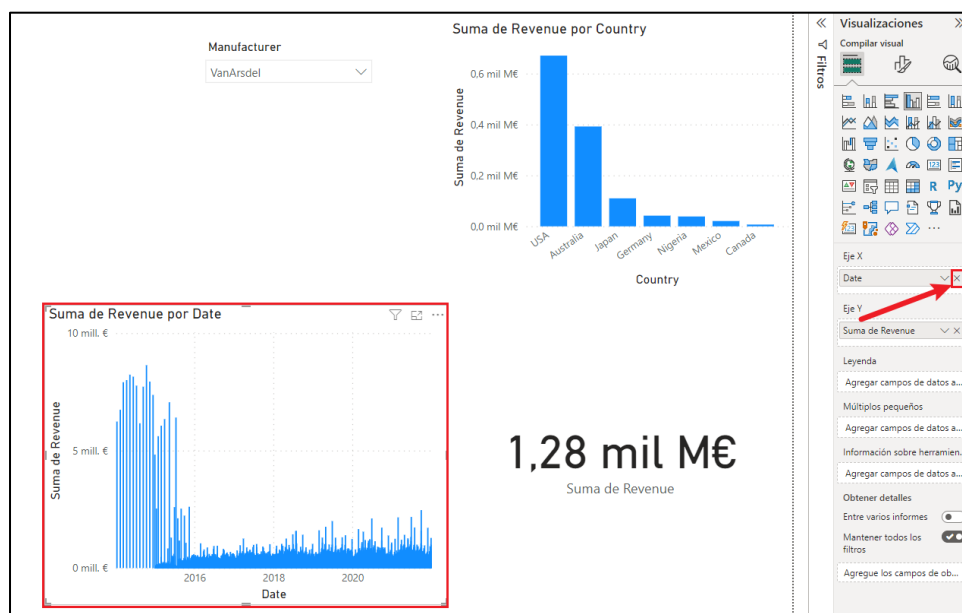 Manufacturer
VanArsdel
Suma de Revenue por Country
Suma de Revenue
0,6 mil M€
0,4 mil M€
0,2 mil M€
0,0 mil M€
USA
Australia
Japan
Germany
Nigeria
Mexico
Canada
Country
Suma de Revenue por Date
Suma de Revenue
10 mill. €
5 mill. €
0 mill. €
2016
2018
2020
Date
1,28 mil M€
Suma de Revenue
Filtros
Visualizaciones
Compilar visual
123
R
Py
123
Eje X
Date
Eje Y
Suma de Revenue
Leyenda
Agregar campos de datos a...
Múltiplos pequeños
Agregar campos de datos a...
Información sobre herramien.
Agregar campos de datos a...
Obtener detalles
Entre varios informes
Mantener todos los
filtros
Agregue los campos de ob...